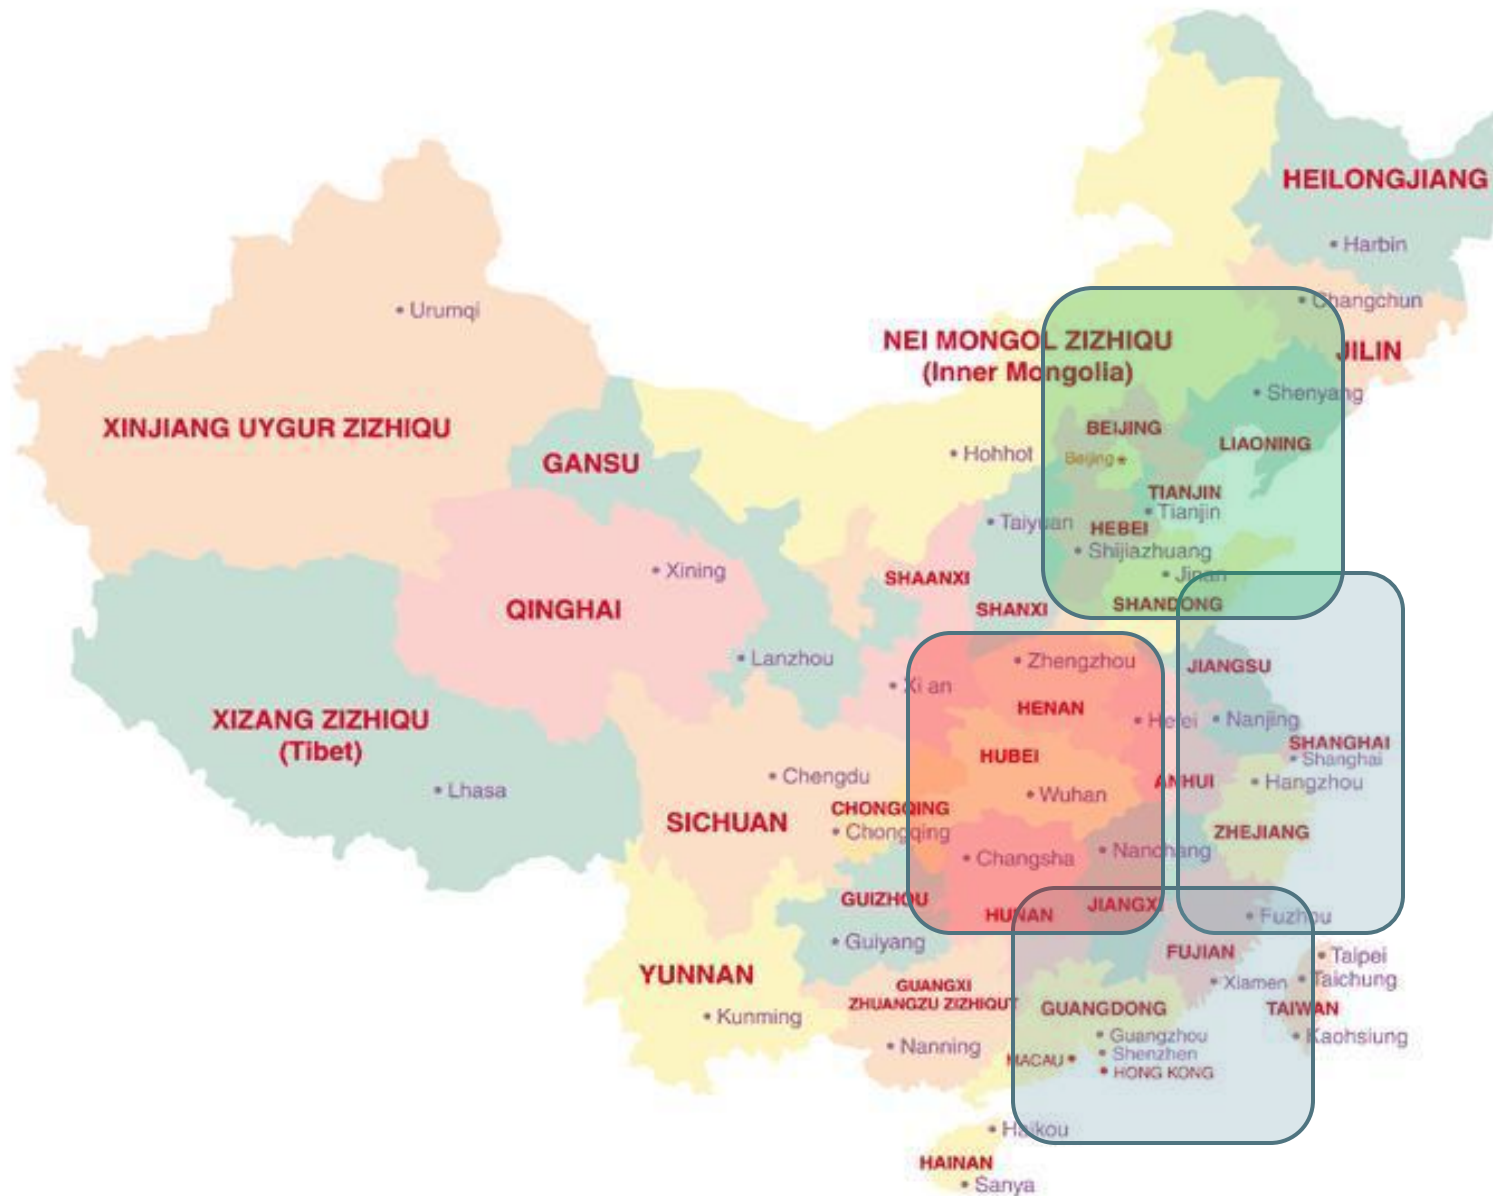 HEILONGJIANG
Harbin
Urumqi
Changchun
NEI MONGOL ZIZHIQU
(Inner Mongolia)
JILIN
Shenyang
XINJIANG UYGUR ZIZHIQU
BEIJING
LIAONING
GANSU
Hohhot
Beijing
TIANJIN
Tianjin
Taiyuan
HEBEI
Shijiazhuang
Xining
Jinan
SHAANXI
SHANXI
SHANDONG
QINGHAI
Lanzhou
Zhengzhou
JIANGSU
Xi an
HENAN
Hefei
Nanjing
XIZANG ZIZHIQU
(Tibet)
SHANGHAI
Shanghai
HUBEI
Chengdu
ANHUI
Hangzhou
Lhasa
Wuhan
CHONGQING
Chongqing
SICHUAN
ZHEJIANG
Changsha
Nanchang
GUIZHOU
HUNAN
JIANGXI
Fuzhou
Guiyang
FUJIAN
Taipei
YUNNAN
GUANGXI
ZHUANGZU ZIZHIQUT
Xiamen
Taichung
GUANGDONG
TAIWAN
Kunming
Guangzhou
Kaohsiung
Nanning
Shenzhen
MACAU
HONG KONG
Haikou
HAINAN
Sanya